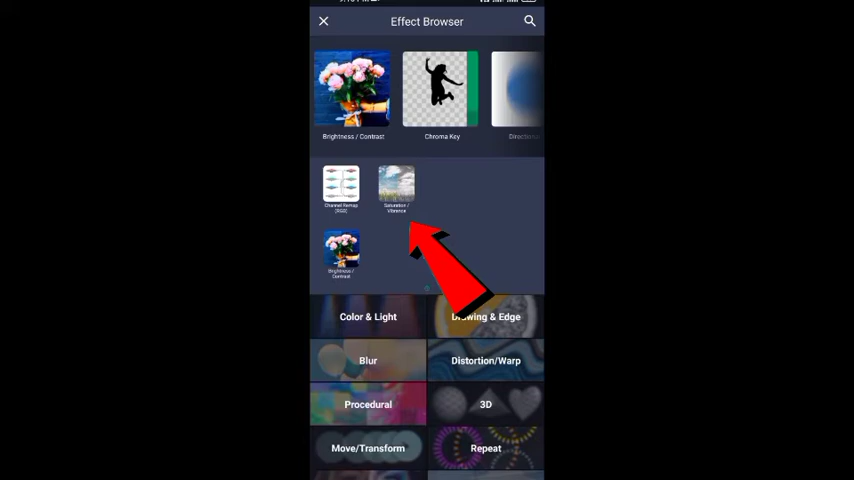 Effect Browser
Brightness / Contrast
Chroma Key
Directiona
Channel Remap
(RGB)
Saturation /
Vibrance
Brightness /
Contrast
Color & Light
Drawing & Edge
Blur
Distortion/Warp
Procedural
3D
Move/Transform
Repeat